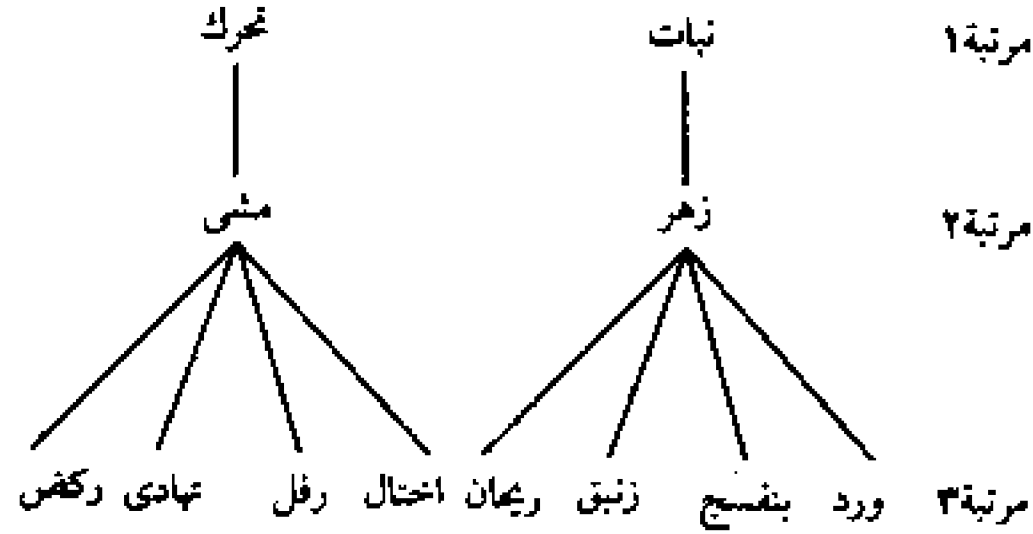 مرتبة١ نبات تحرك
مرتبة٢ زهر مشى
مرتبة٣ ورد بنفسج زنبق ريحان اختال رفل تهادى ركض